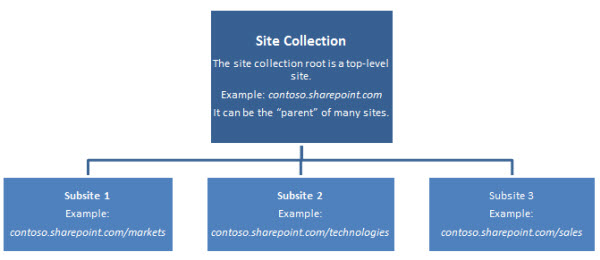 Site Collection
The site collection root is a top-level
site.
Example: contoso.sharepoint.com
It can be the “parent” of many sites.
Subsite 1
Example:
contoso.sharepoint.com/markets
Subsite 2
Example:
contoso.sharepoint.com/technologies
Subsite 3
Example:
contoso.sharepoint.com/sales